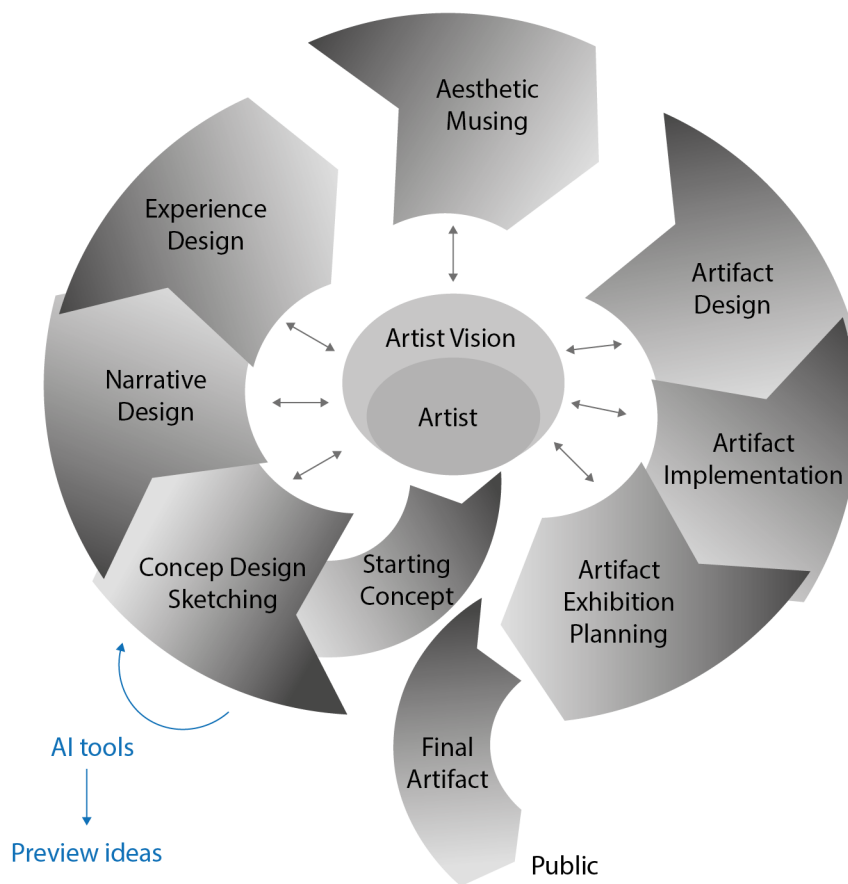 Aesthetic
Musing
Experience
Design
Artifact
Design
Artist Vision
Narrative
Design
Artist
Artifact
Implementation
Concep Design
Sketching
Starting
Concept
Artifact
Exhibition
Planning
AI tools
Final
Artifact
Preview ideas
Public